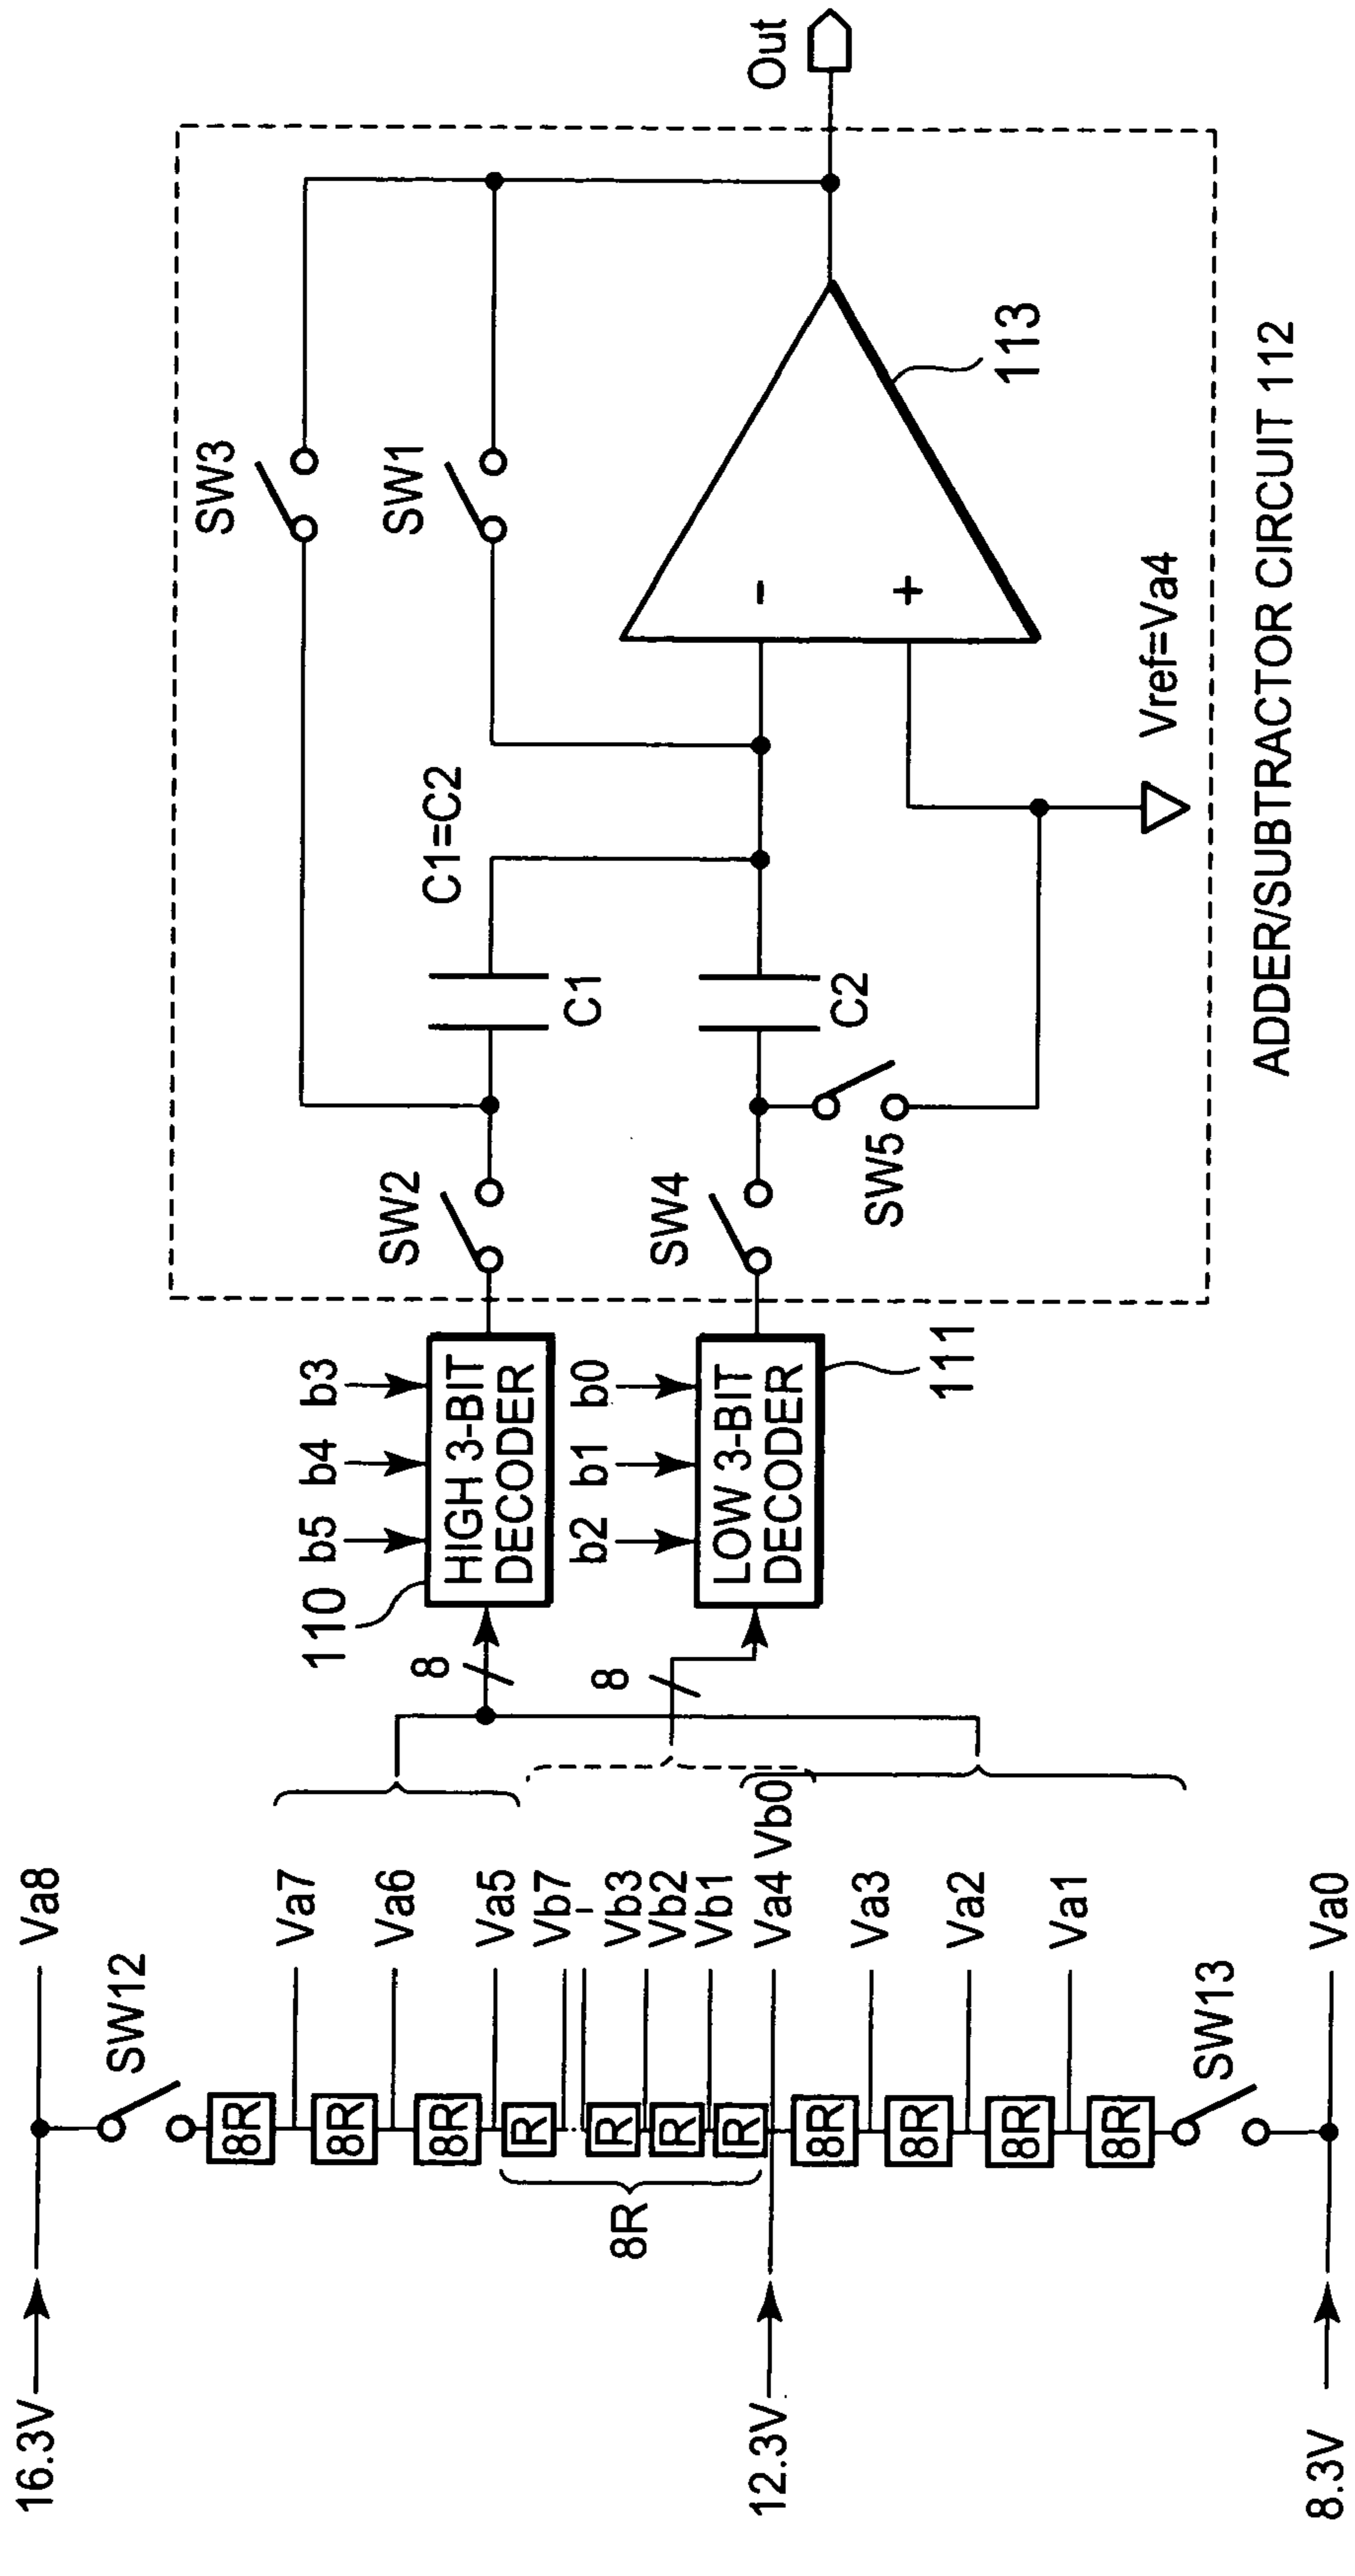 16.3V
Va8
SW12
8R
Va7
8R
Va6
8R
Va5
R
Vb7
R
Vb3
R
Vb2
R
Vb1
8R
12.3V
Va4
Vb0
8R
Va3
8R
Va2
8R
Va1
8R
SW13
8.3V
Va0
8
8
110
b5
b4
b3
HIGH 3-BIT
DECODER
b2
b1
b0
LOW 3-BIT
DECODER
111
SW2
SW4
SW5
C1
C1=C2
C2
SW3
SW1
-
+
113
Vref=Va4
Out
ADDER/SUBTRACTOR CIRCUIT 112